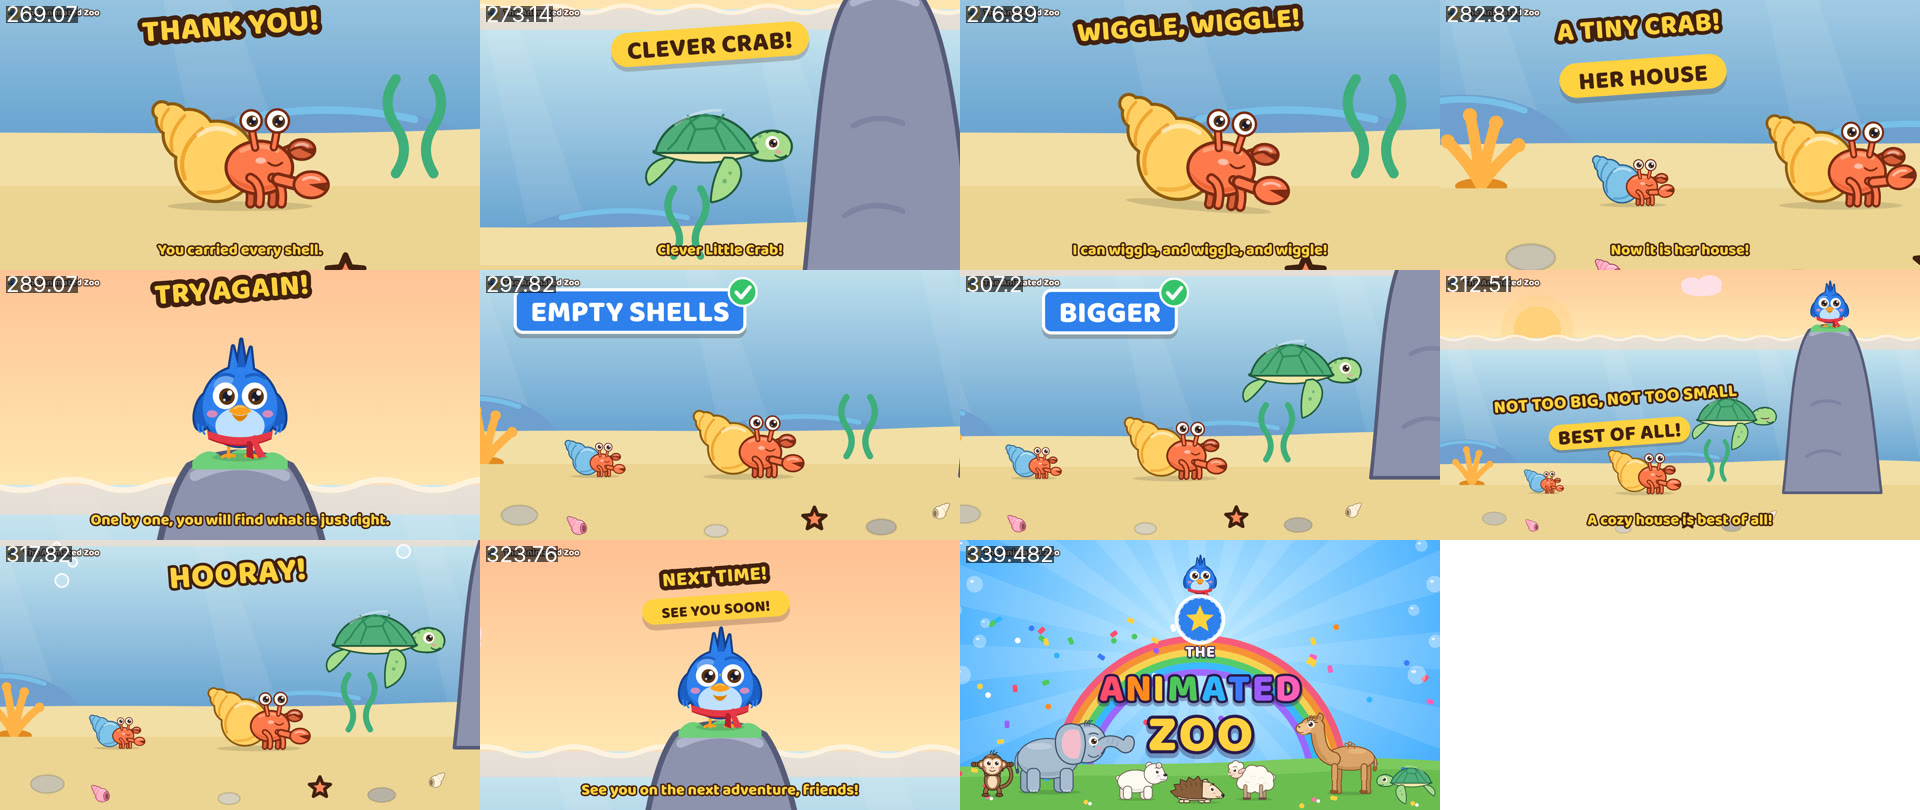 269.07
THANK YOU!
You carried every shell.
273.14
CLEVER CRAB!
Clever Little Crab!
276.89
WIGGLE, WIGGLE!
I can wiggle, and wiggle, and wiggle!
282.82
A TINY CRAB!
HER HOUSE
Now it is her house!
289.07
TRY AGAIN!
One by one, you will find what is just right.
297.82
EMPTY SHELLS
307.2
BIGGER
312.51
NOT TOO BIG, NOT TOO SMALL
BEST OF ALL!
A cozy house is best of all!
317.82
HOORAY!
323.76
NEXT TIME!
SEE YOU SOON!
See you on the next adventure, friends!
339.482
THE
ANIMATED
ZOO